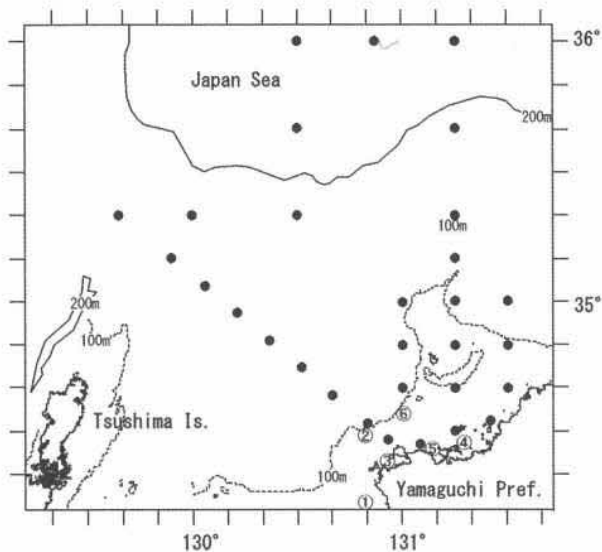 36°
Japan Sea
200m
100m
35°
200m
100m
Tsushima Is.
⑥
②
④
⑤
③
100m
①
Yamaguchi Pref.
130°
131°